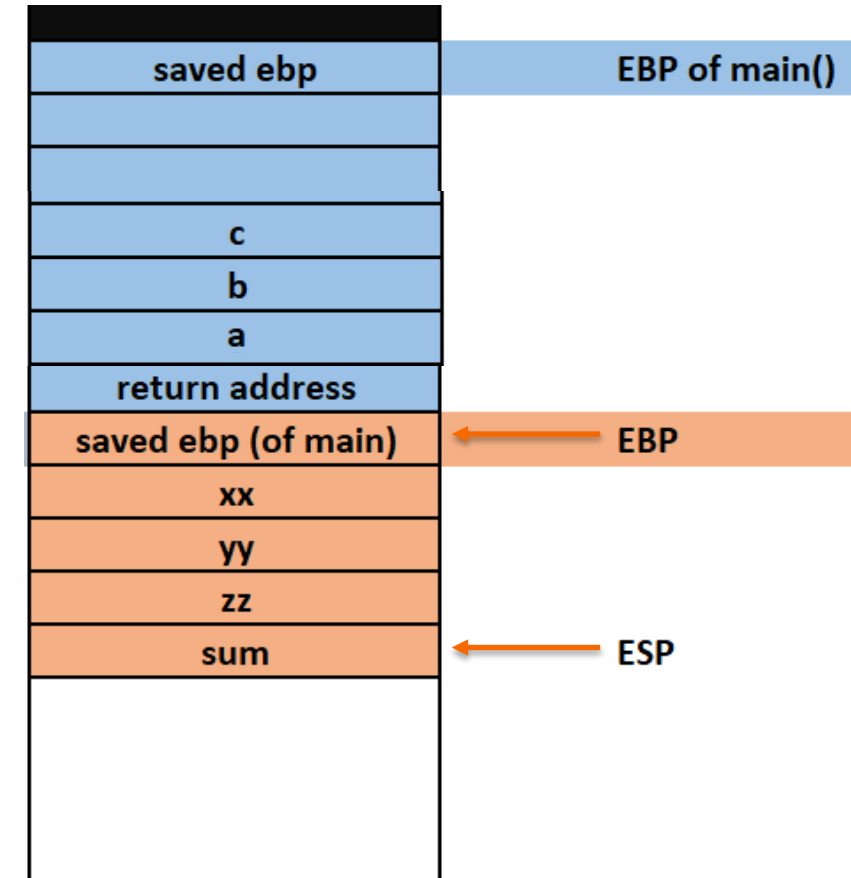 saved ebp EBP of main()
c
b
a
return address
saved ebp (of main) EBP
xx
yy
zz
sum ESP